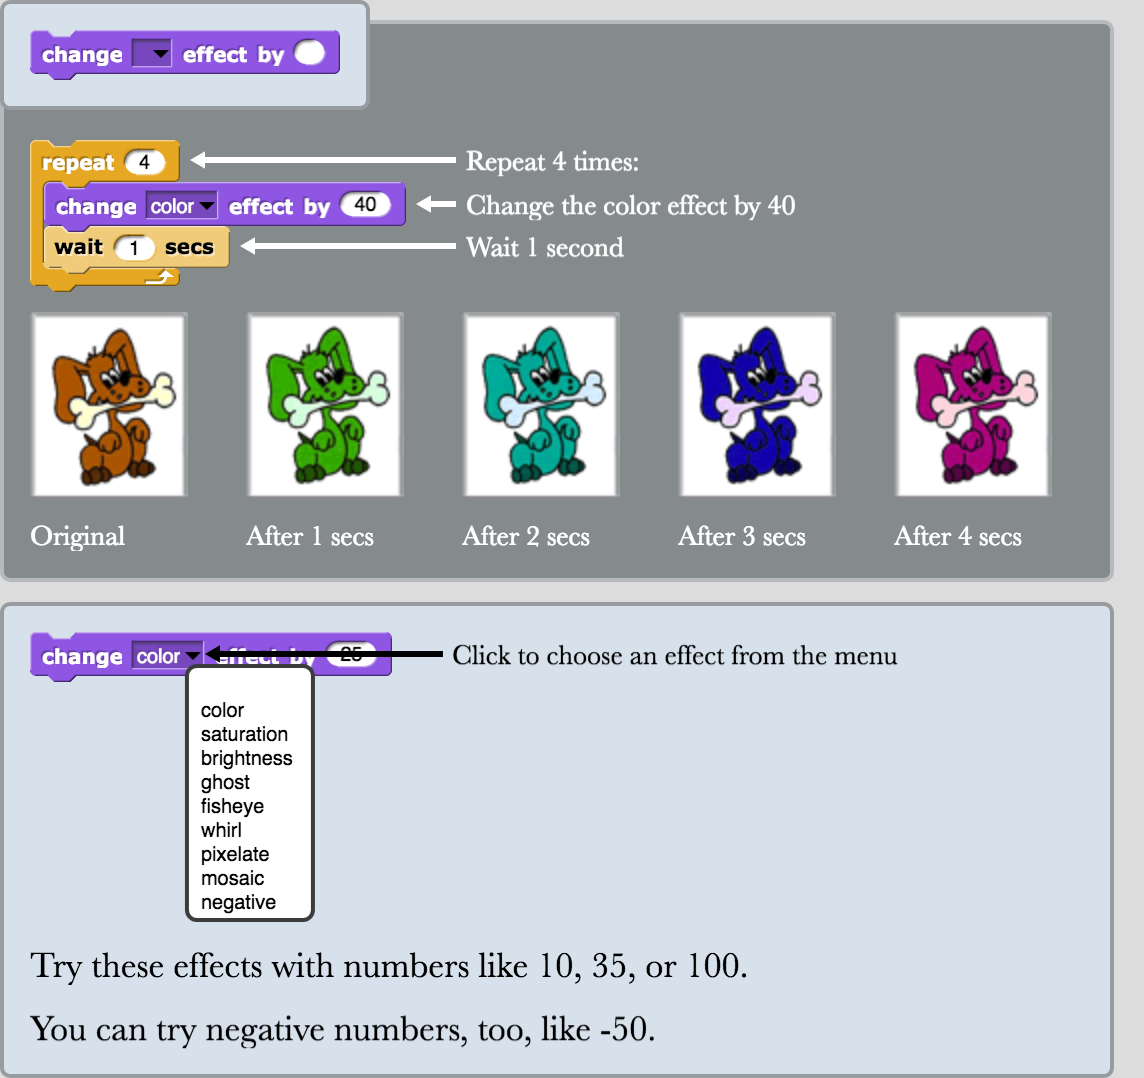 change effect by
repeat 4
Repeat 4 times:
change color effect by 40
Change the color effect by 40
wait 1 secs
Wait 1 second
Original
After 1 secs
After 2 secs
After 3 secs
After 4 secs
change color effect by 25
Click to choose an effect from the menu
color
saturation
brightness
ghost
fisheye
whirl
pixelate
mosaic
negative
Try these effects with numbers like 10, 35, or 100.
You can try negative numbers, too, like -50.